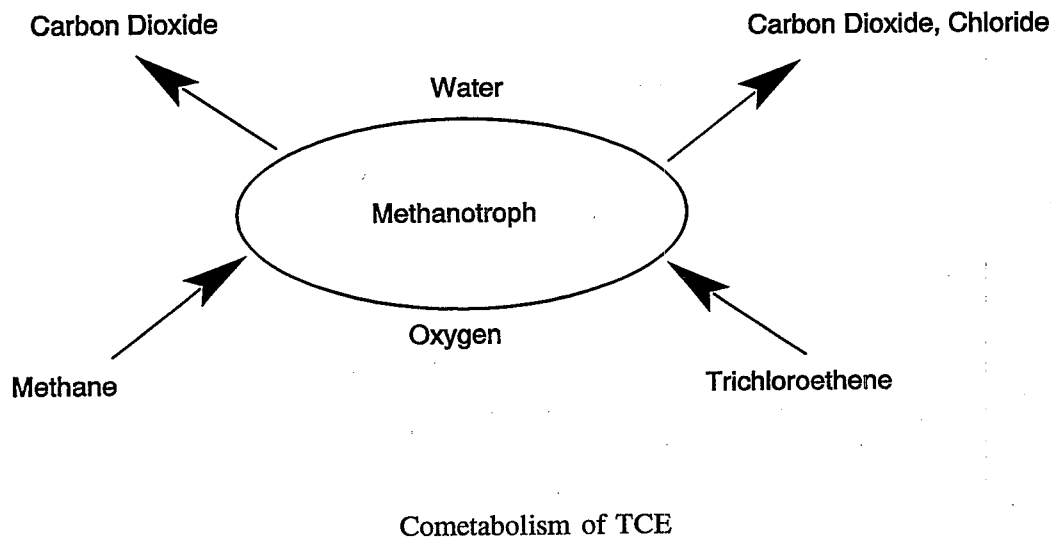 Carbon Dioxide
Carbon Dioxide, Chloride
Water
Methanotroph
Oxygen
Methane
Trichloroethene
Cometabolism of TCE